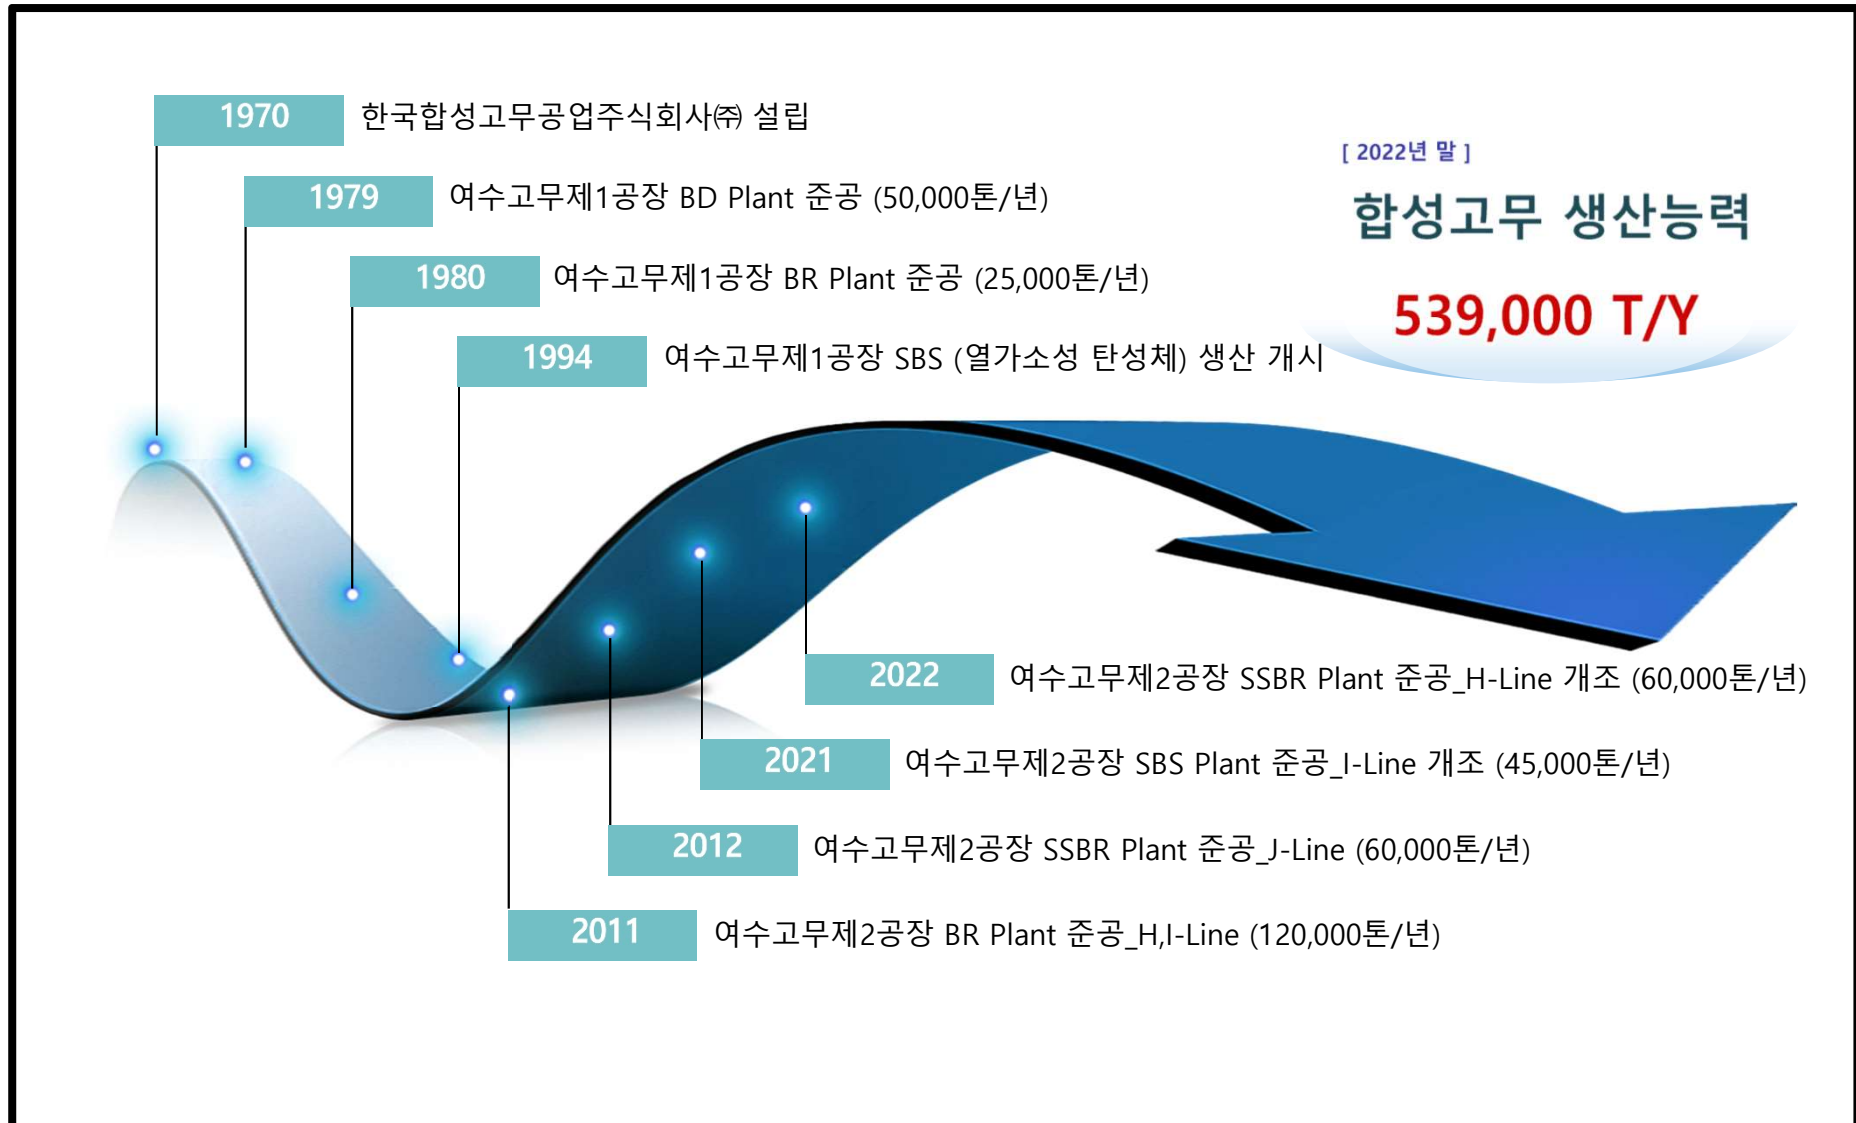 1970 한국합성고무공업주식회사㈜ 설립
1979 여수고무제1공장 BD Plant 준공 (50,000톤/년)
1980 여수고무제1공장 BR Plant 준공 (25,000톤/년)
1994 여수고무제1공장 SBS (열가소성 탄성체) 생산 개시
[ 2022년 말 ]
합성고무 생산능력
539,000 T/Y
2022 여수고무제2공장 SSBR Plant 준공_H-Line 개조 (60,000톤/년)
2021 여수고무제2공장 SBS Plant 준공_I-Line 개조 (45,000톤/년)
2012 여수고무제2공장 SSBR Plant 준공_J-Line (60,000톤/년)
2011 여수고무제2공장 BR Plant 준공_H,I-Line (120,000톤/년)